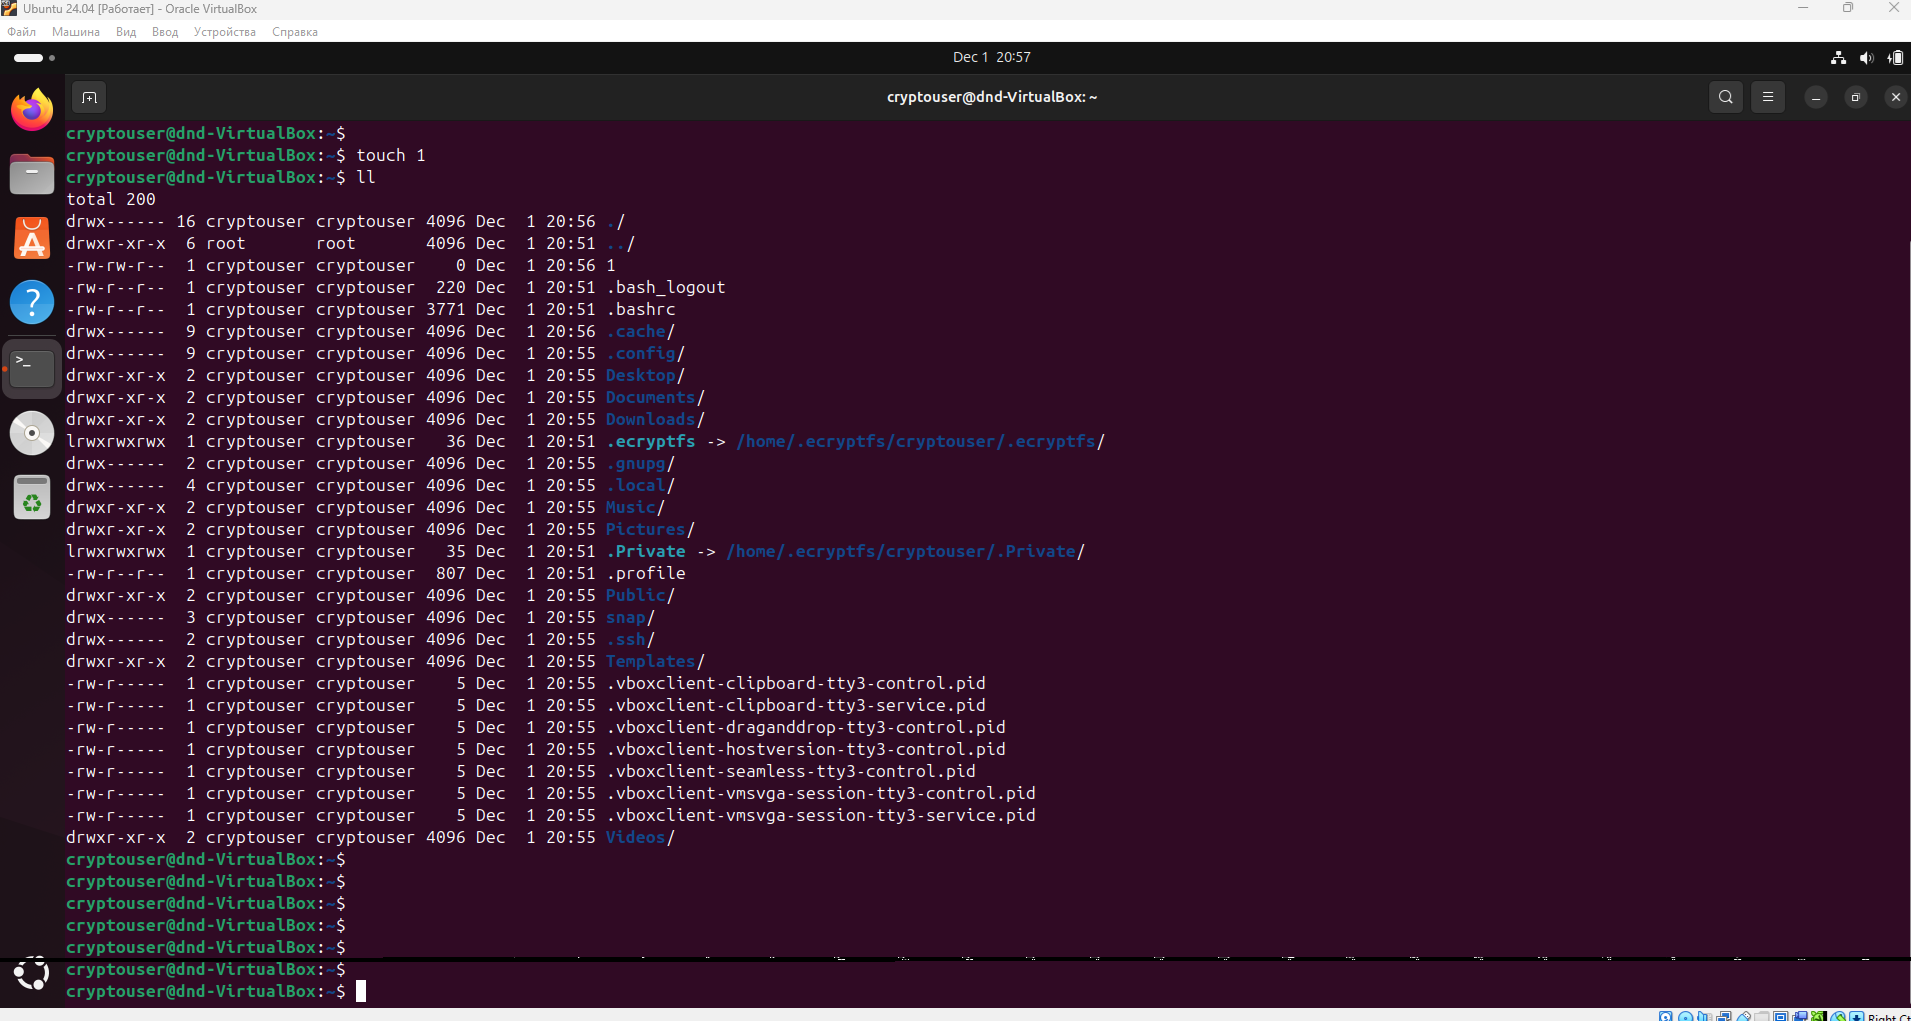 Ubuntu 24.04 [Работает] - Oracle VirtualBox
Файл Машина Вид Ввод Устройства Справка
Dec 1 20:57
cryptouser@dnd-VirtualBox: ~
cryptouser@dnd-VirtualBox:~$
cryptouser@dnd-VirtualBox:~$ touch 1
cryptouser@dnd-VirtualBox:~$ ll
total 200
drwx------ 16 cryptouser cryptouser 4096 Dec  1 20:56 ./
drwxr-xr-x  6 root       root       4096 Dec  1 20:51 ../
-rw-rw-r--  1 cryptouser cryptouser    0 Dec  1 20:56 1
-rw-r--r--  1 cryptouser cryptouser  220 Dec  1 20:51 .bash_logout
-rw-r--r--  1 cryptouser cryptouser 3771 Dec  1 20:51 .bashrc
drwx------  9 cryptouser cryptouser 4096 Dec  1 20:56 .cache/
drwx------  9 cryptouser cryptouser 4096 Dec  1 20:55 .config/
drwxr-xr-x  2 cryptouser cryptouser 4096 Dec  1 20:55 Desktop/
drwxr-xr-x  2 cryptouser cryptouser 4096 Dec  1 20:55 Documents/
drwxr-xr-x  2 cryptouser cryptouser 4096 Dec  1 20:55 Downloads/
lrwxrwxrwx  1 cryptouser cryptouser   36 Dec  1 20:51 .ecryptfs -> /home/.ecryptfs/cryptouser/.ecryptfs/
drwx------  2 cryptouser cryptouser 4096 Dec  1 20:55 .gnupg/
drwx------  4 cryptouser cryptouser 4096 Dec  1 20:55 .local/
drwxr-xr-x  2 cryptouser cryptouser 4096 Dec  1 20:55 Music/
drwxr-xr-x  2 cryptouser cryptouser 4096 Dec  1 20:55 Pictures/
lrwxrwxrwx  1 cryptouser cryptouser   35 Dec  1 20:51 .Private -> /home/.ecryptfs/cryptouser/.Private/
-rw-r--r--  1 cryptouser cryptouser  807 Dec  1 20:51 .profile
drwxr-xr-x  2 cryptouser cryptouser 4096 Dec  1 20:55 Public/
drwx------  3 cryptouser cryptouser 4096 Dec  1 20:55 snap/
drwx------  2 cryptouser cryptouser 4096 Dec  1 20:55 .ssh/
drwxr-xr-x  2 cryptouser cryptouser 4096 Dec  1 20:55 Templates/
-rw-r-----  1 cryptouser cryptouser    5 Dec  1 20:55 .vboxclient-clipboard-tty3-control.pid
-rw-r-----  1 cryptouser cryptouser    5 Dec  1 20:55 .vboxclient-clipboard-tty3-service.pid
-rw-r-----  1 cryptouser cryptouser    5 Dec  1 20:55 .vboxclient-draganddrop-tty3-control.pid
-rw-r-----  1 cryptouser cryptouser    5 Dec  1 20:55 .vboxclient-hostversion-tty3-control.pid
-rw-r-----  1 cryptouser cryptouser    5 Dec  1 20:55 .vboxclient-seamless-tty3-control.pid
-rw-r-----  1 cryptouser cryptouser    5 Dec  1 20:55 .vboxclient-vmsvga-session-tty3-control.pid
-rw-r-----  1 cryptouser cryptouser    5 Dec  1 20:55 .vboxclient-vmsvga-session-tty3-service.pid
drwxr-xr-x  2 cryptouser cryptouser 4096 Dec  1 20:55 Videos/
cryptouser@dnd-VirtualBox:~$
cryptouser@dnd-VirtualBox:~$
cryptouser@dnd-VirtualBox:~$
cryptouser@dnd-VirtualBox:~$
cryptouser@dnd-VirtualBox:~$
cryptouser@dnd-VirtualBox:~$
cryptouser@dnd-VirtualBox:~$
Right Ct